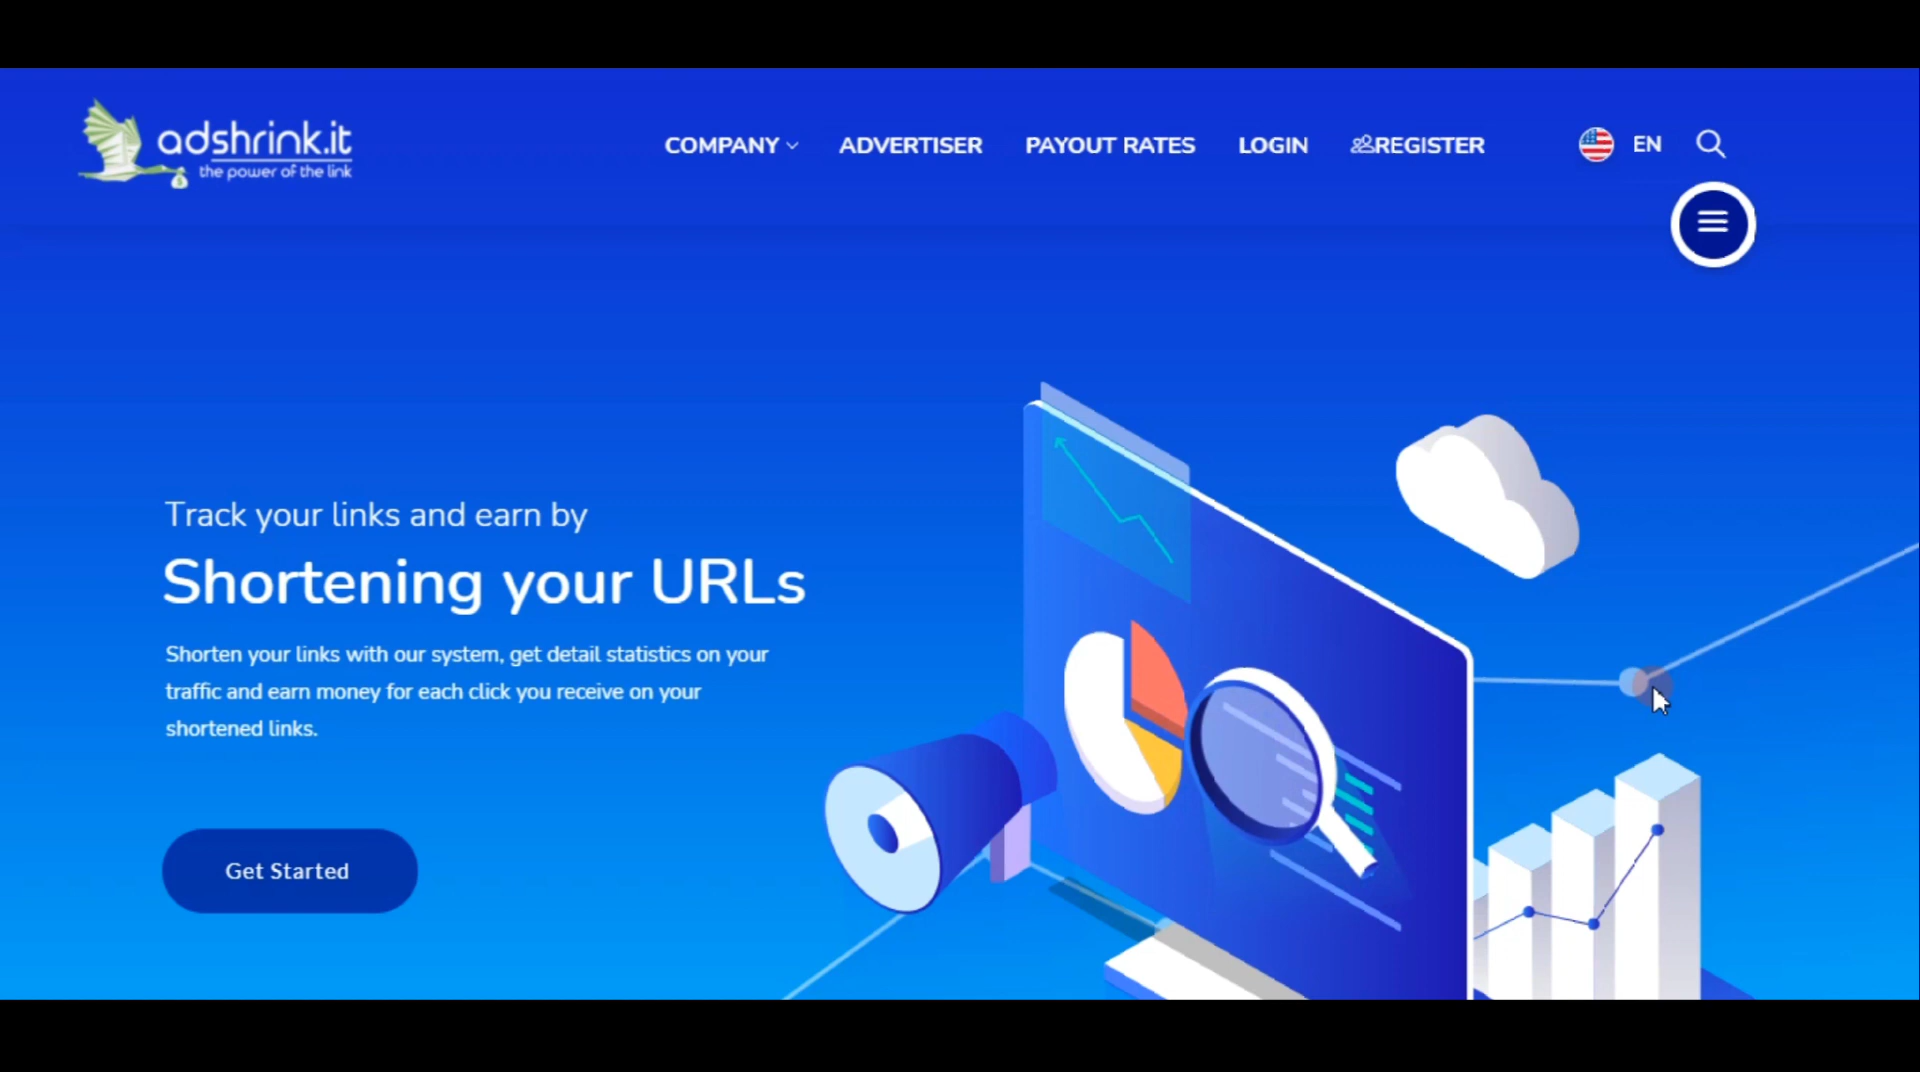 adshrink.it
the power of the link
COMPANY
ADVERTISER
PAYOUT RATES
LOGIN
REGISTER
EN
Track your links and earn by
Shortening your URLs
Shorten your links with our system, get detail statistics on your
traffic and earn money for each click you receive on your
shortened links.
Get Started